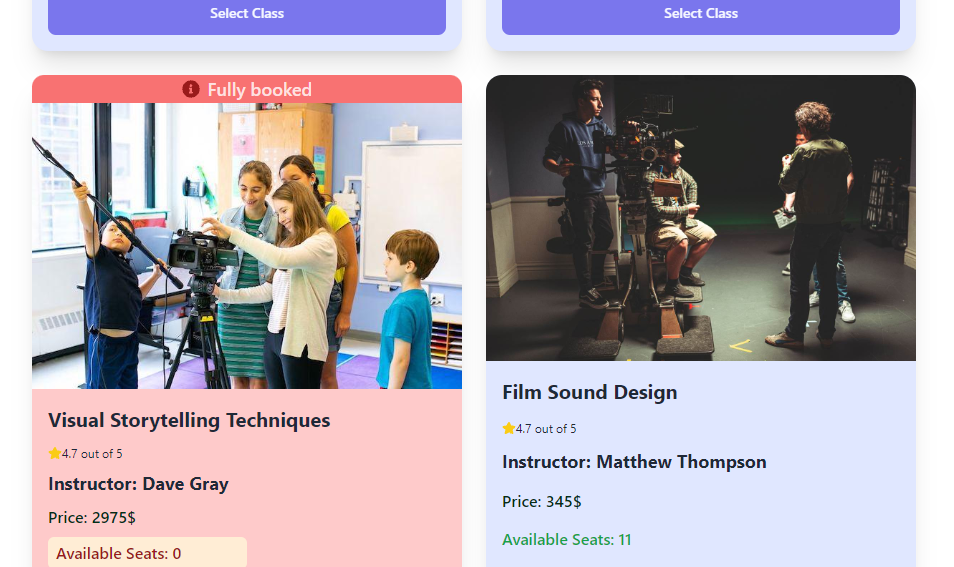 Select Class
Select Class
Fully booked
Visual Storytelling Techniques
4.7 out of 5
Instructor: Dave Gray
Price: 2975$
Available Seats: 0
Film Sound Design
4.7 out of 5
Instructor: Matthew Thompson
Price: 345$
Available Seats: 11